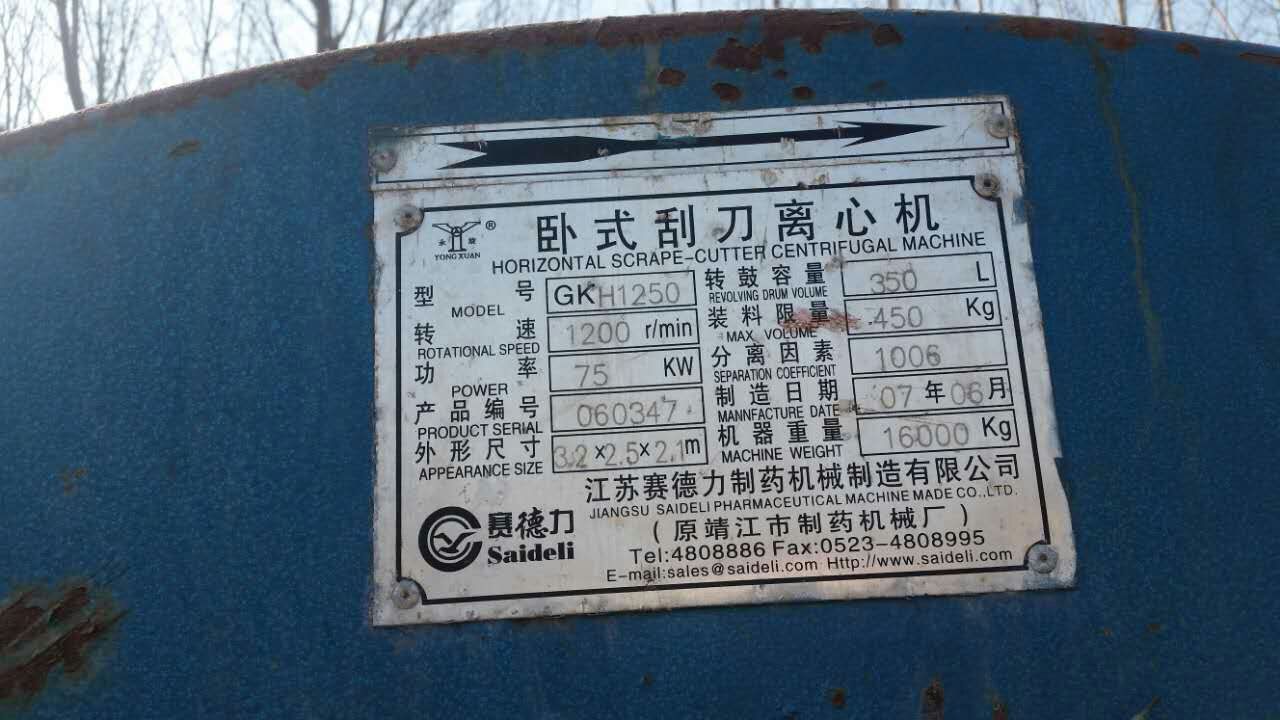 永旋 ®
YONG XUAN
卧式刮刀离心机
HORIZONTAL SCRAPE-CUTTER CENTRIFUGAL MACHINE
型号 MODEL GKH1250
转鼓容量 REVOLVING DRUM VOLUME 350 L
转速 ROTATIONAL SPEED 1200 r/min
装料限量 MAX VOLUME 450 Kg
功率 POWER 75 KW
分离因素 SEPARATION COEFFICIENT 1006
产品编号 PRODUCT SERIAL 060347
制造日期 MANNFACTURE DATE 07年06月
外形尺寸 APPEARANCE SIZE 3.2×2.5×2.1m
机器重量 MACHINE WEIGHT 16000 Kg
江苏赛德力制药机械制造有限公司
JIANGSU SAIDELI PHARMACEUTICAL MACHINE MADE CO.,LTD.
赛德力
Saideli
(原靖江市制药机械厂)
Tel:4808886 Fax:0523-4808995
E-mail:sales@saideli.com Http://www.saideli.com